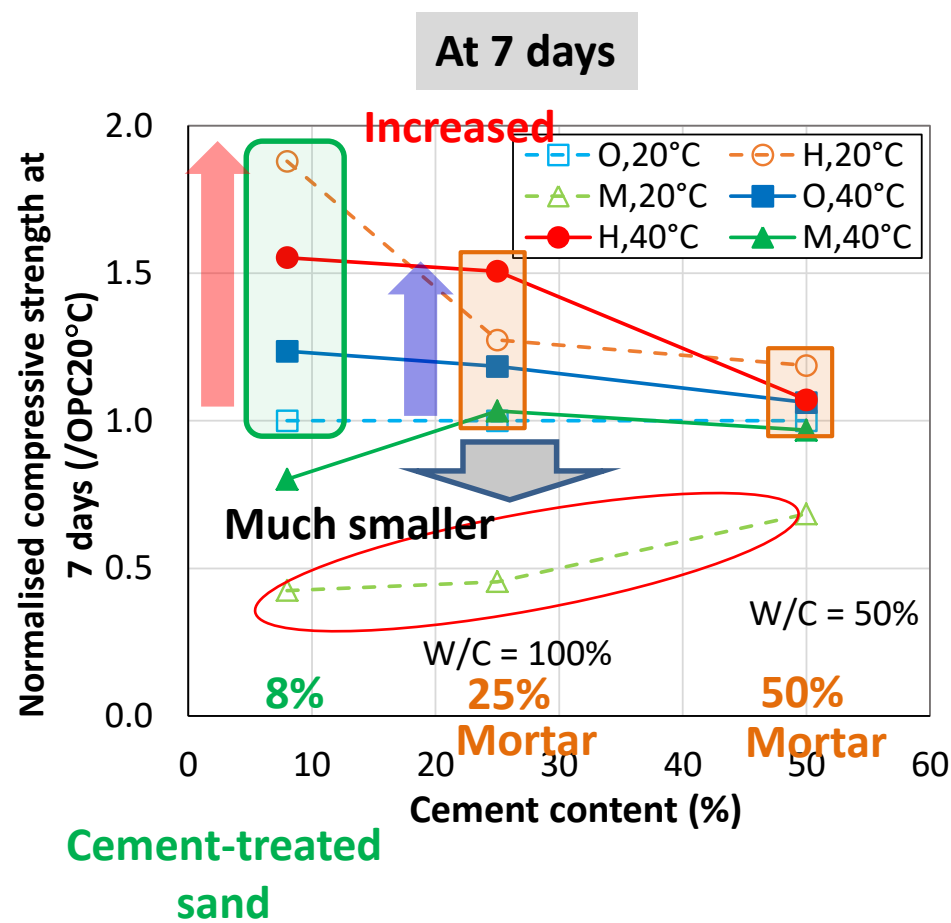 At 7 days
Increased
Normalised compressive strength at
7 days (/OPC20°C)
2.0
1.5
1.0
0.5
0.0
O,20°C
H,20°C
M,20°C
O,40°C
H,40°C
M,40°C
Much smaller
W/C = 100%
W/C = 50%
8%
25%
50%
Mortar
Mortar
0
10
20
30
40
50
60
Cement content (%)
Cement-treated
sand